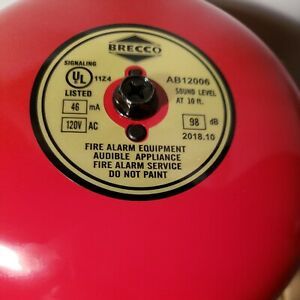 BRECCO
SIGNALING
UL
LISTED
11Z4
AB12006
SOUND LEVEL
AT 10 ft.
46 mA
120V AC
98 dB
2018.10
FIRE ALARM EQUIPMENT
AUDIBLE APPLIANCE
FIRE ALARM SERVICE
DO NOT PAINT